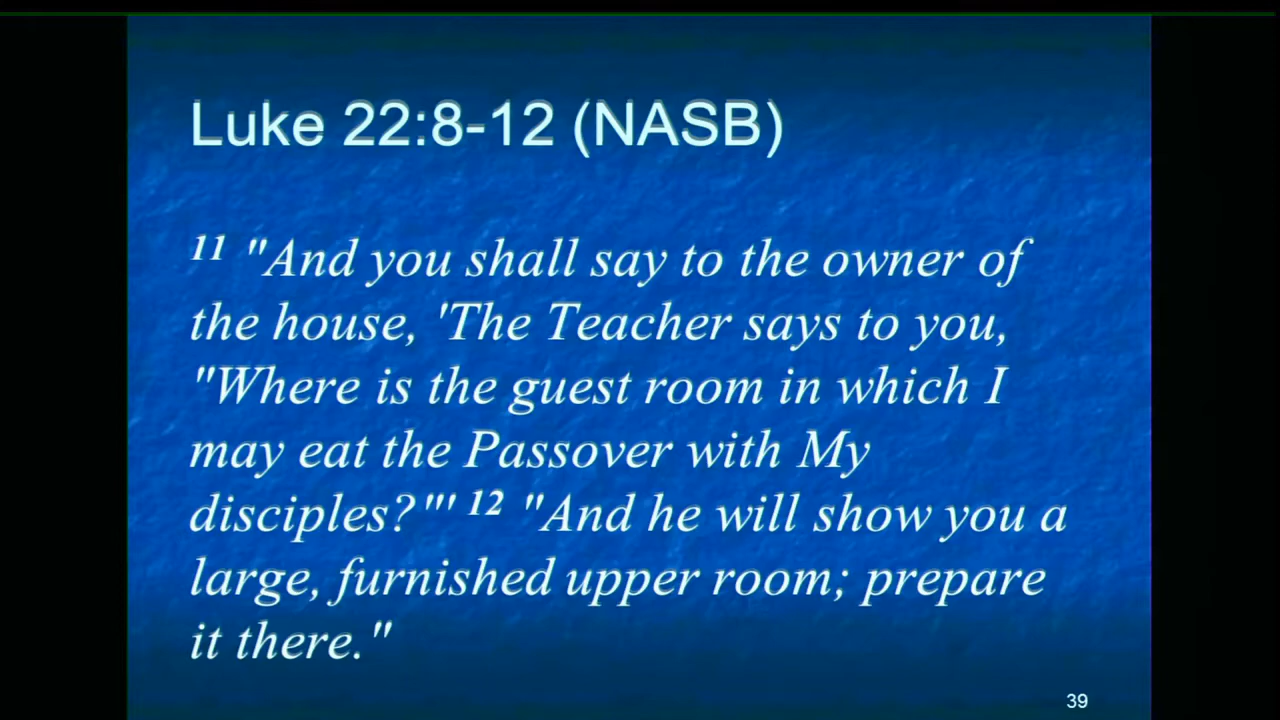 Luke 22:8-12 (NASB)
11 "And you shall say to the owner of
the house, 'The Teacher says to you,
"Where is the guest room in which I
may eat the Passover with My
disciples?"' 12 "And he will show you a
large, furnished upper room; prepare
it there."
39